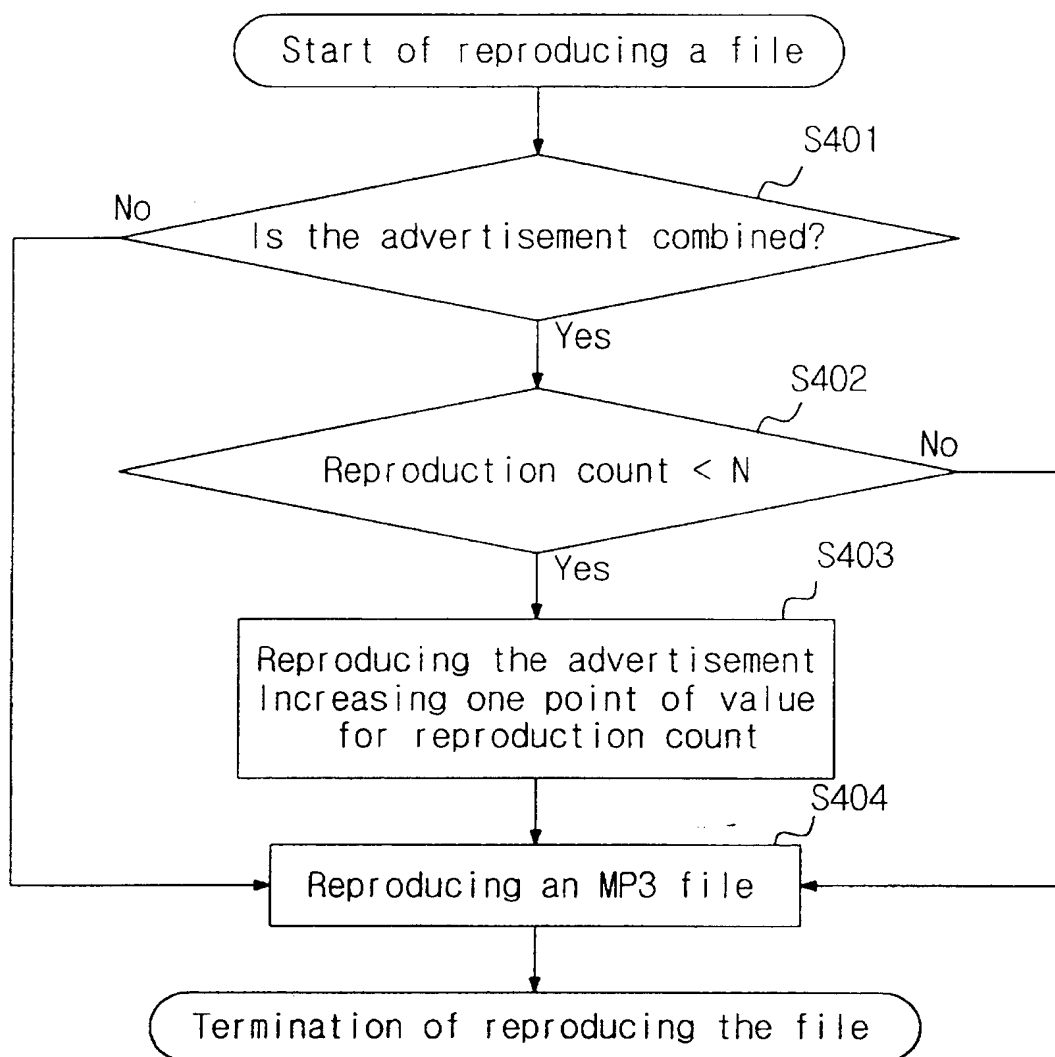 Start of reproducing a file
S401
No
Is the advertisement combined?
Yes
S402
No
Reproduction count < N
Yes
S403
Reproducing the advertisement
Increasing one point of value
for reproduction count
S404
Reproducing an MP3 file
Termination of reproducing the file